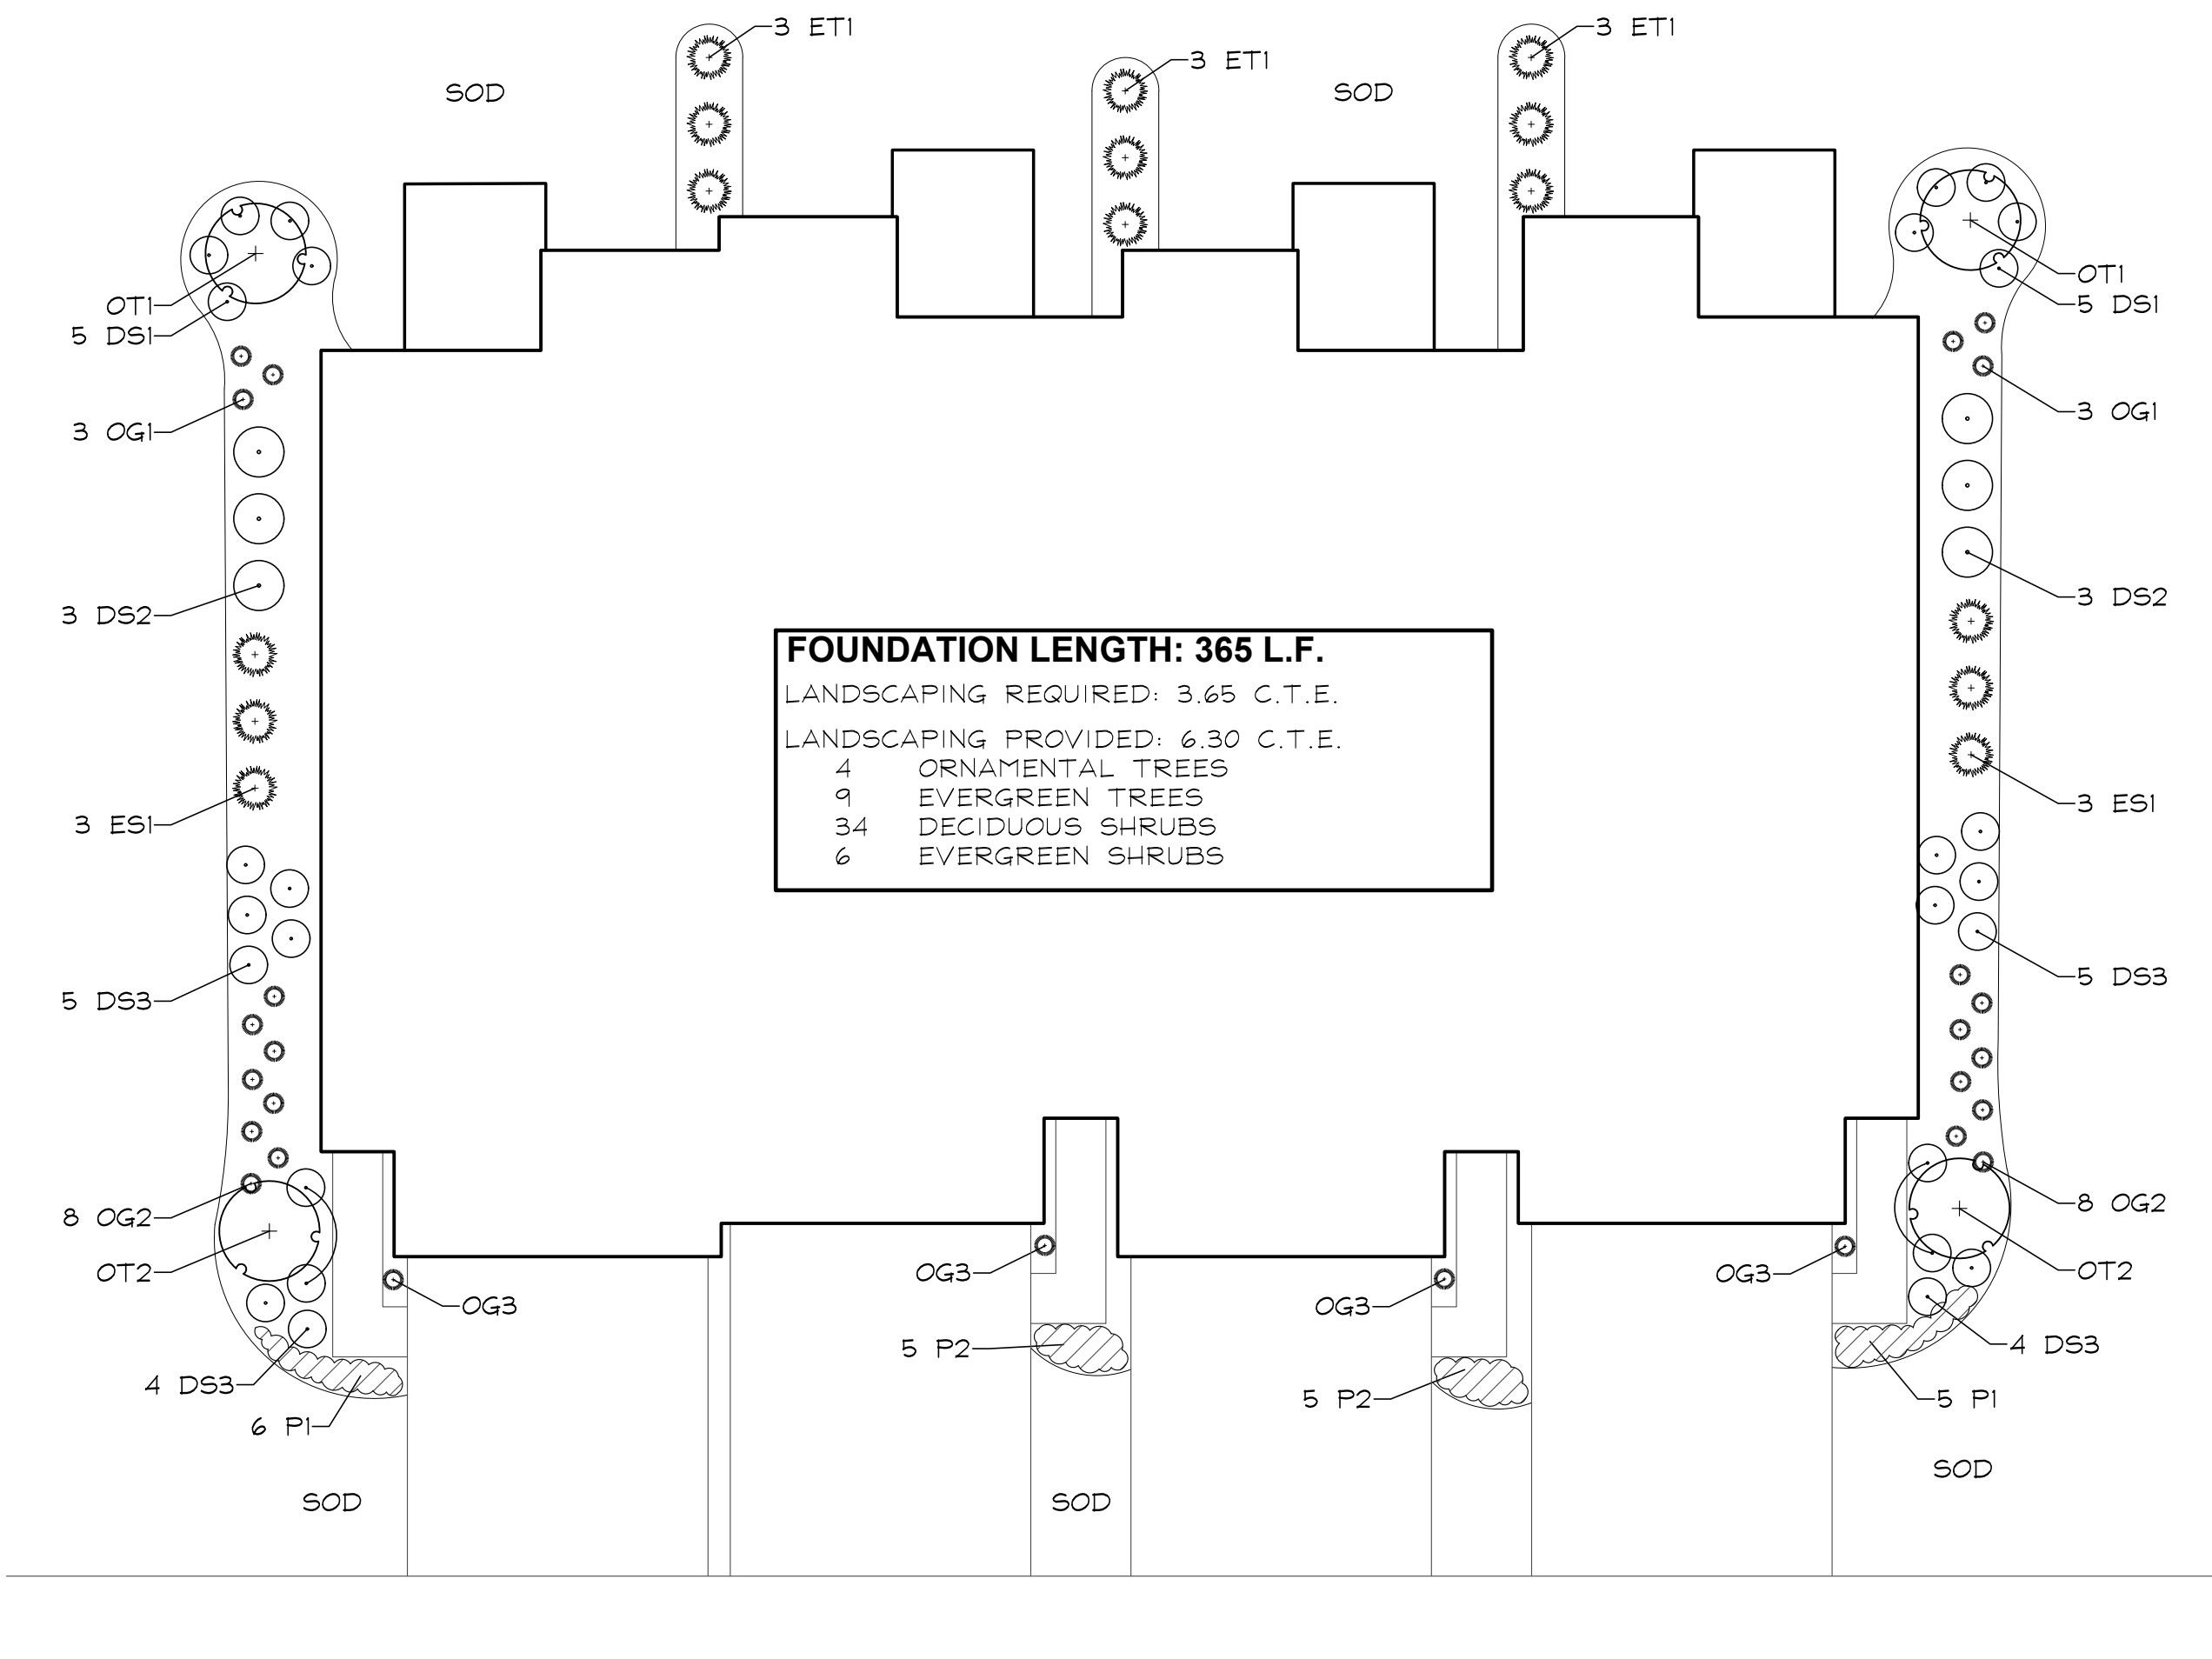 3 ET1
3 ET1
3 ET1
SOD
SOD
OT1
5 DS1
OT1
5 DS1
3 OG1
3 OG1
3 DS2
3 DS2
FOUNDATION LENGTH: 365 L.F.
LANDSCAPING REQUIRED: 3.65 C.T.E.
LANDSCAPING PROVIDED: 6.30 C.T.E.
4 ORNAMENTAL TREES
9 EVERGREEN TREES
34 DECIDUOUS SHRUBS
6 EVERGREEN SHRUBS
3 ES1
3 ES1
5 DS3
5 DS3
8 OG2
8 OG2
OT2
OT2
OG3
OG3
OG3
OG3
5 P2
4 DS3
4 DS3
5 P2
5 P1
6 P1
SOD
SOD
SOD